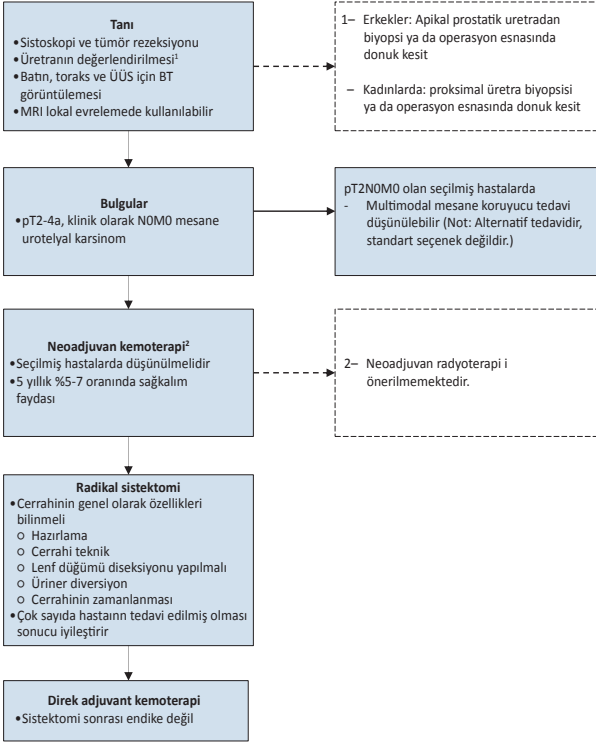 Tanı
•Sistoskopi ve tümör rezeksiyonu
•Üretranın değerlendirilmesi¹
•Batın, toraks ve ÜÜS için BT
görüntülemesi
•MRI lokal evrelemede kullanılabilir
1– Erkekler: Apikal prostatik uretradan
biyopsi ya da operasyon esnasında
donuk kesit
– Kadınlarda: proksimal üretra biyopsisi
ya da operasyon esnasında donuk kesit
Bulgular
•pT2-4a, klinik olarak N0M0 mesane
urotelyal karsinom
pT2N0M0 olan seçilmiş hastalarda
- Multimodal mesane koruyucu tedavi
düşünülebilir (Not: Alternatif tedavidir,
standart seçenek değildir.)
Neoadjuvan kemoterapi²
•Seçilmiş hastalarda düşünülmelidir
•5 yıllık %5-7 oranında sağkalım
faydası
2– Neoadjuvan radyoterapi i
önerilmemektedir.
Radikal sistektomi
•Cerrahinin genel olarak özellikleri
bilinmeli
o Hazırlama
o Cerrahi teknik
o Lenf düğümü diseksiyonu yapılmalı
o Üriner diversiyon
o Cerrahinin zamanlanması
•Çok sayıda hastaınn tedavi edilmiş olması
sonucu iyileştirir
Direk adjuvant kemoterapi
•Sistektomi sonrası endike değil